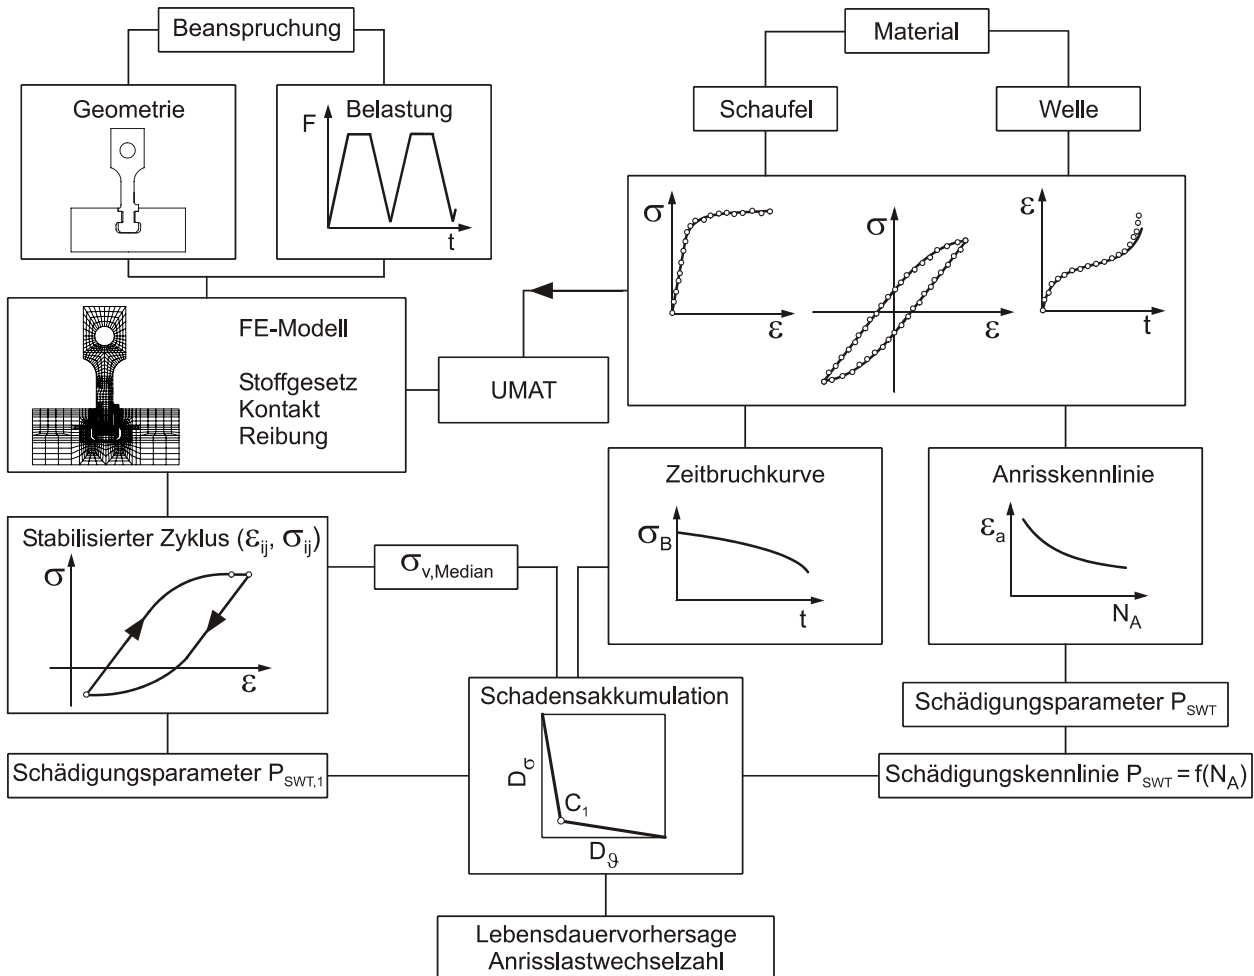 Beanspruchung
Geometrie
Belastung
F
t
Material
Schaufel
Welle
σ
ε
σ
ε
ε
t
FE-Modell
Stoffgesetz
Kontakt
Reibung
UMAT
Zeitbruchkurve
σB
t
Anrisskennlinie
εa
NA
Stabilisierter Zyklus (εij, σij)
σ
ε
σv,Median
Schadensakkumulation
Dσ
C1
Dϑ
Schädigungsparameter PSWT
Schädigungsparameter PSWT,1
Schädigungskennlinie PSWT = f(NA)
Lebensdauervorhersage
Anrisslastwechselzahl